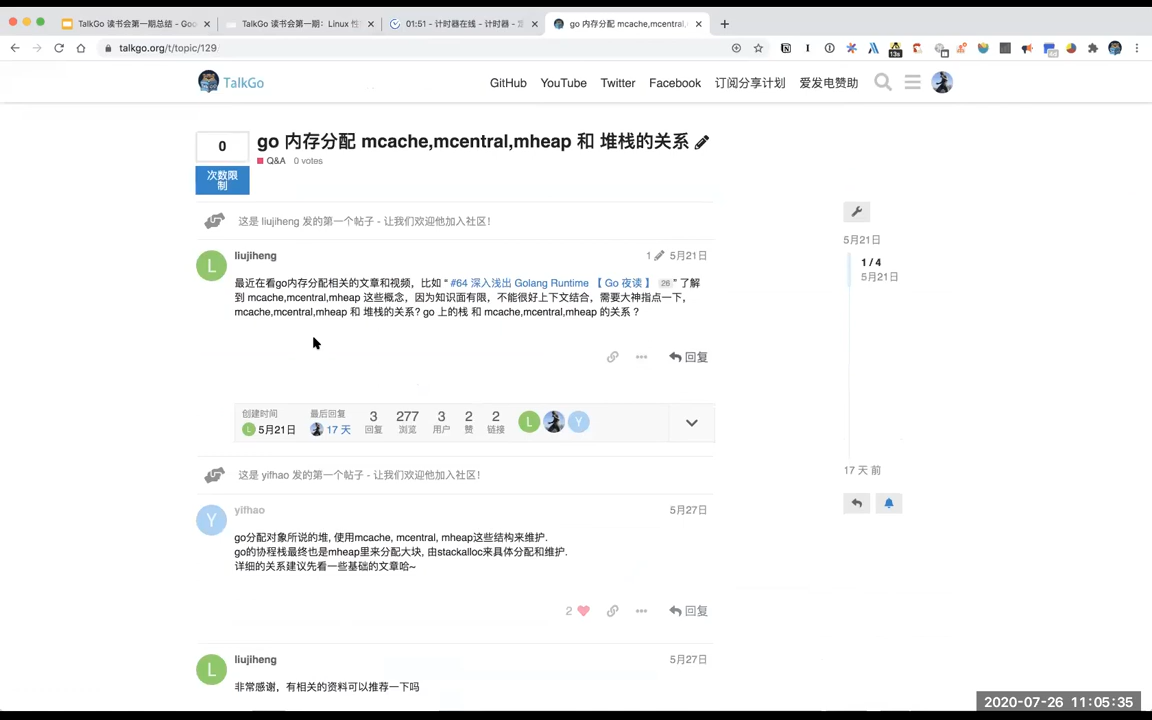 TalkGo 读书会第一期总结 - Goo
TalkGo 读书会第一期：Linux 性
01:51 - 计时器在线 - 计时器 -
go 内存分配 mcache,mcentral,
talkgo.org/t/topic/129
13s
TalkGo
GitHub
YouTube
Twitter
Facebook
订阅分享计划
爱发电赞助
0
次数限
制
go 内存分配 mcache,mcentral,mheap 和 堆栈的关系
Q&A 0 votes
这是 liujiheng 发的第一个帖子 - 让我们欢迎他加入社区！
L
liujiheng
1 5月21日
最近在看go内存分配相关的文章和视频，比如 “ #64 深入浅出 Golang Runtime 【 Go 夜读 】 26 ” 了解
到 mcache,mcentral,mheap 这些概念，因为知识面有限，不能很好上下文结合，需要大神指点一下，
mcache,mcentral,mheap 和 堆栈的关系? go 上的栈 和 mcache,mcentral,mheap 的关系 ?
回复
创建时间
L 5月21日
最后回复
17 天
3
回复
277
浏览
3
用户
2
赞
2
链接
L
Y
这是 yifhao 发的第一个帖子 - 让我们欢迎他加入社区！
Y
yifhao
5月27日
go分配对象所说的堆, 使用mcache, mcentral, mheap这些结构来维护.
go的协程栈最终也是mheap里来分配大块, 由stackalloc来具体分配和维护.
详细的关系建议先看一些基础的文章哈~
2
回复
L
liujiheng
5月27日
非常感谢，有相关的资料可以推荐一下吗
5月21日
1 / 4
5月21日
17 天 前
2020-07-26 11:05:35